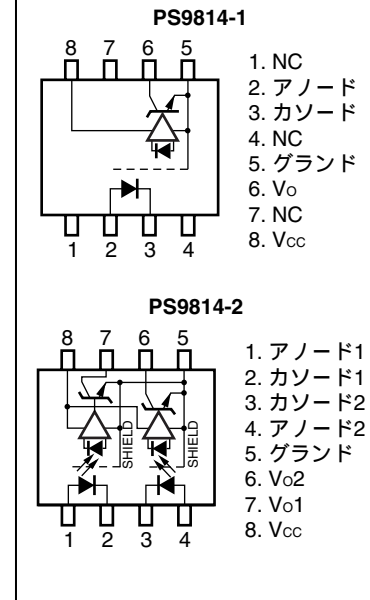 PS9814-1
8 7 6 5
1 2 3 4
1. NC
2. アノード
3. カソード
4. NC
5. グランド
6. Vo
7. NC
8. Vcc
PS9814-2
8 7 6 5
SHIELD
SHIELD
1 2 3 4
1. アノード1
2. カソード1
3. カソード2
4. アノード2
5. グランド
6. Vo2
7. Vo1
8. Vcc